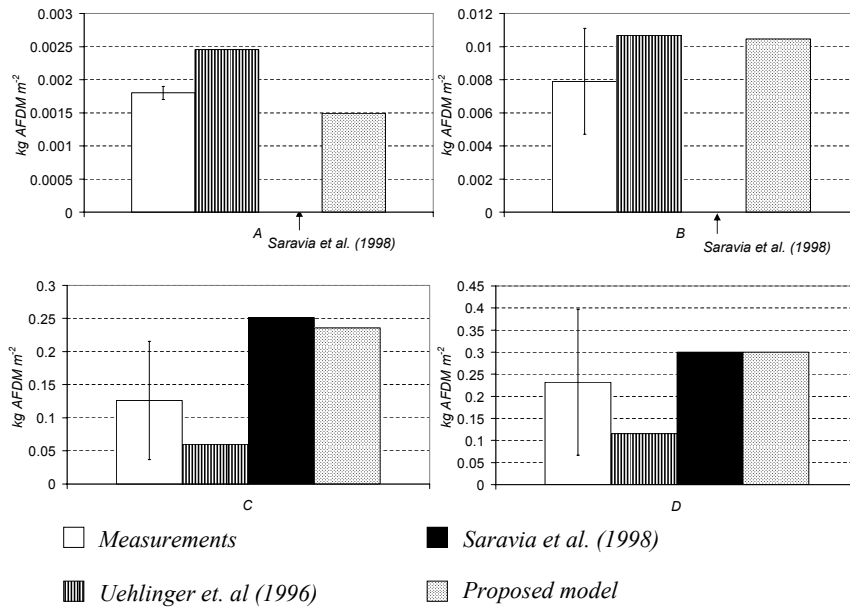 0.003
0.0025
0.002
0.0015
0.001
0.0005
0
kg AFDM m-2
A
Saravia et al. (1998)
0.012
0.01
0.008
0.006
0.004
0.002
0
kg AFDM m-2
B
Saravia et al. (1998)
0.3
0.25
0.2
0.15
0.1
0.05
0
kg AFDM m-2
C
0.45
0.4
0.35
0.3
0.25
0.2
0.15
0.1
0.05
0
kg AFDM m-2
D
Measurements
Saravia et al. (1998)
Uehlinger et. al (1996)
Proposed model